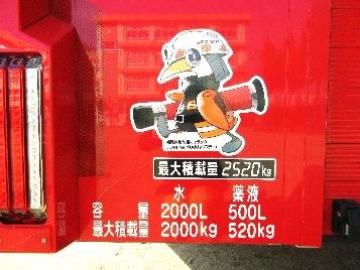 最大積載量 2520kg
水 薬液
容量 2000L 500L
最大積載量 2000kg 520kg